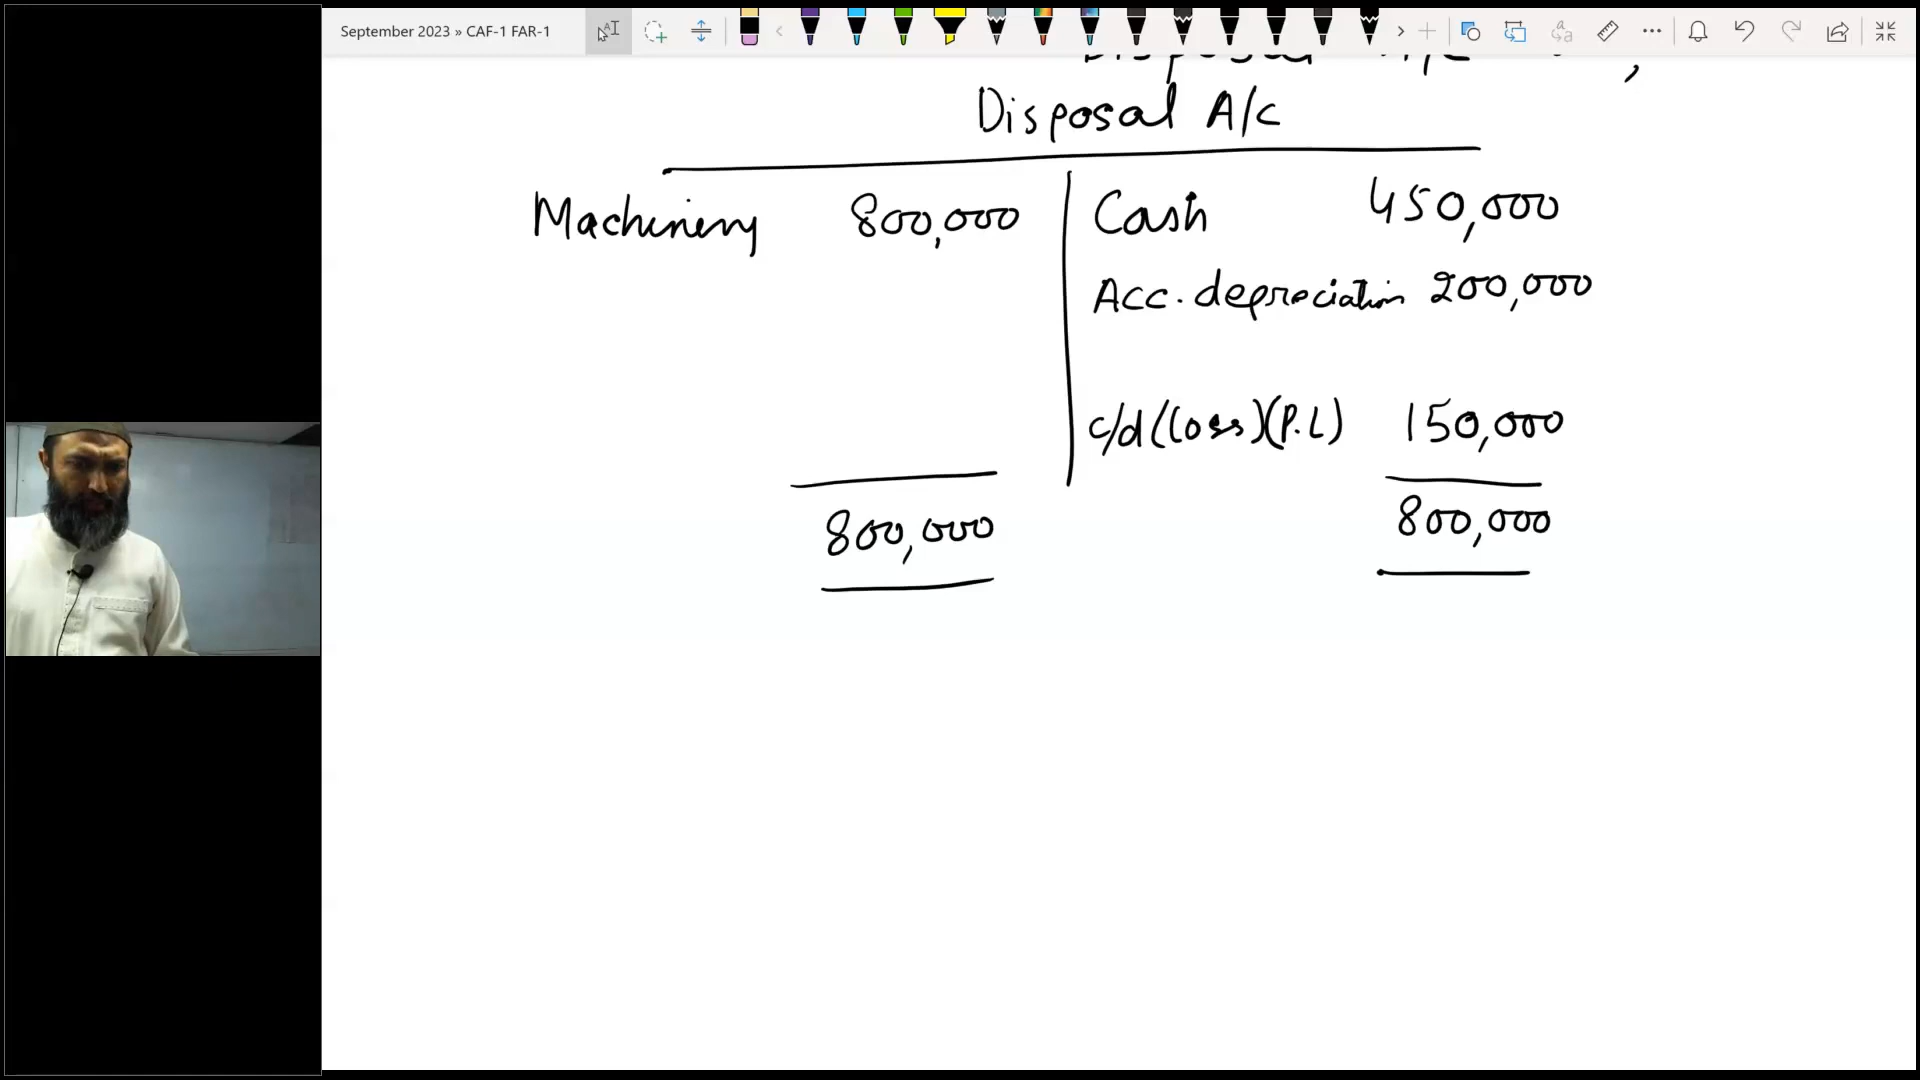 September 2023 » CAF-1 FAR-1
Disposal A/c
Disposal A/c
Machinery 800,000 Cash 450,000
Acc. depreciation 200,000
c/d (Loss) (P.L) 150,000
800,000 800,000